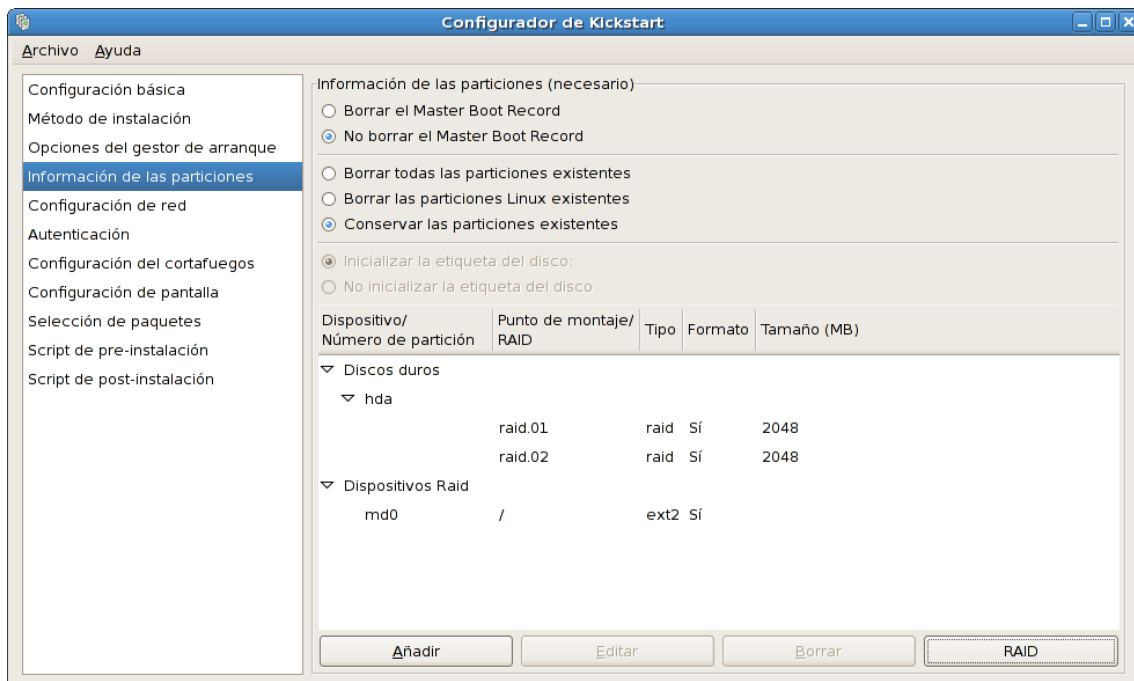 Configurador de Kickstart
Archivo Ayuda
Configuración básica
Método de instalación
Opciones del gestor de arranque
Información de las particiones
Configuración de red
Autenticación
Configuración del cortafuegos
Configuración de pantalla
Selección de paquetes
Script de pre-instalación
Script de post-instalación
Información de las particiones (necesario)
Borrar el Master Boot Record
No borrar el Master Boot Record
Borrar todas las particiones existentes
Borrar las particiones Linux existentes
Conservar las particiones existentes
Inicializar la etiqueta del disco:
No inicializar la etiqueta del disco
Dispositivo/
Número de partición
Punto de montaje/
RAID
Tipo
Formato
Tamaño (MB)
Discos duros
hda
raid.01 raid Sí 2048
raid.02 raid Sí 2048
Dispositivos Raid
md0 / ext2 Sí
Añadir Editar Borrar RAID